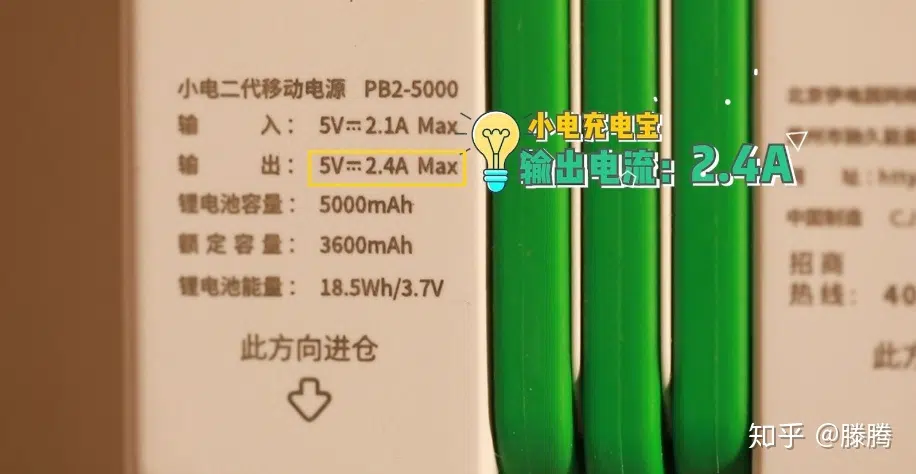 小电二代移动电源 PB2-5000
输 入： 5V⎓2.1A Max
输 出： 5V⎓2.4A Max
锂电池容量： 5000mAh
额定容量： 3600mAh
锂电池能量： 18.5Wh/3.7V
此方向进仓
小电充电宝
输出电流：2.4A
址：http
中国制造 C.
招商
热线： 40
此方
知乎 @滕腾